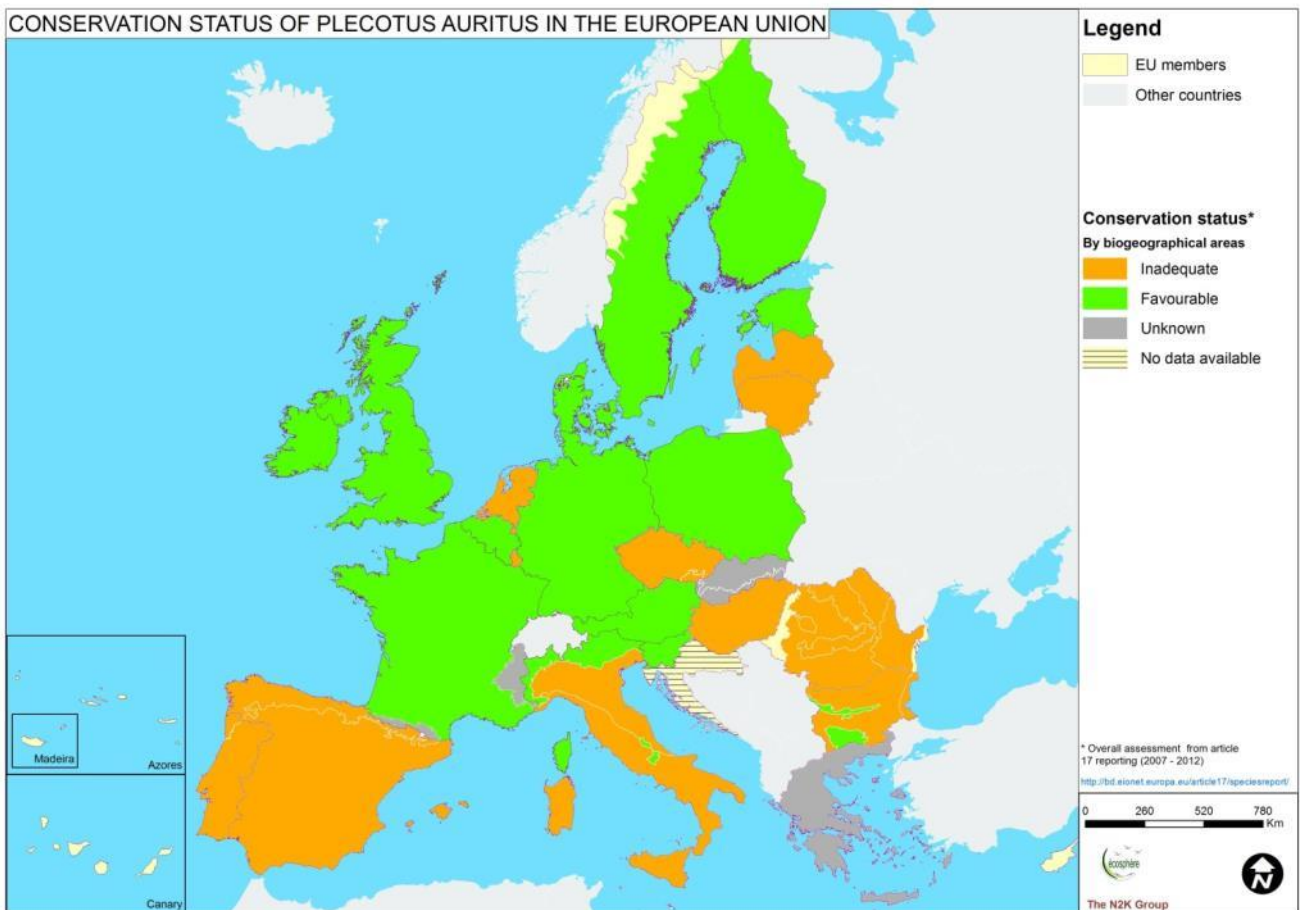 CONSERVATION STATUS OF PLECOTUS AURITUS IN THE EUROPEAN UNION
Legend
EU members
Other countries
Conservation status*
By biogeographical areas
Inadequate
Favourable
Unknown
No data available
Madeira
Azores
Canary
* Overall assessment from article
17 reporting (2007 - 2012)
http://bd.eionet.europa.eu/article17/speciesreport/
0 260 520 780
Km
écosphère
N
The N2K Group